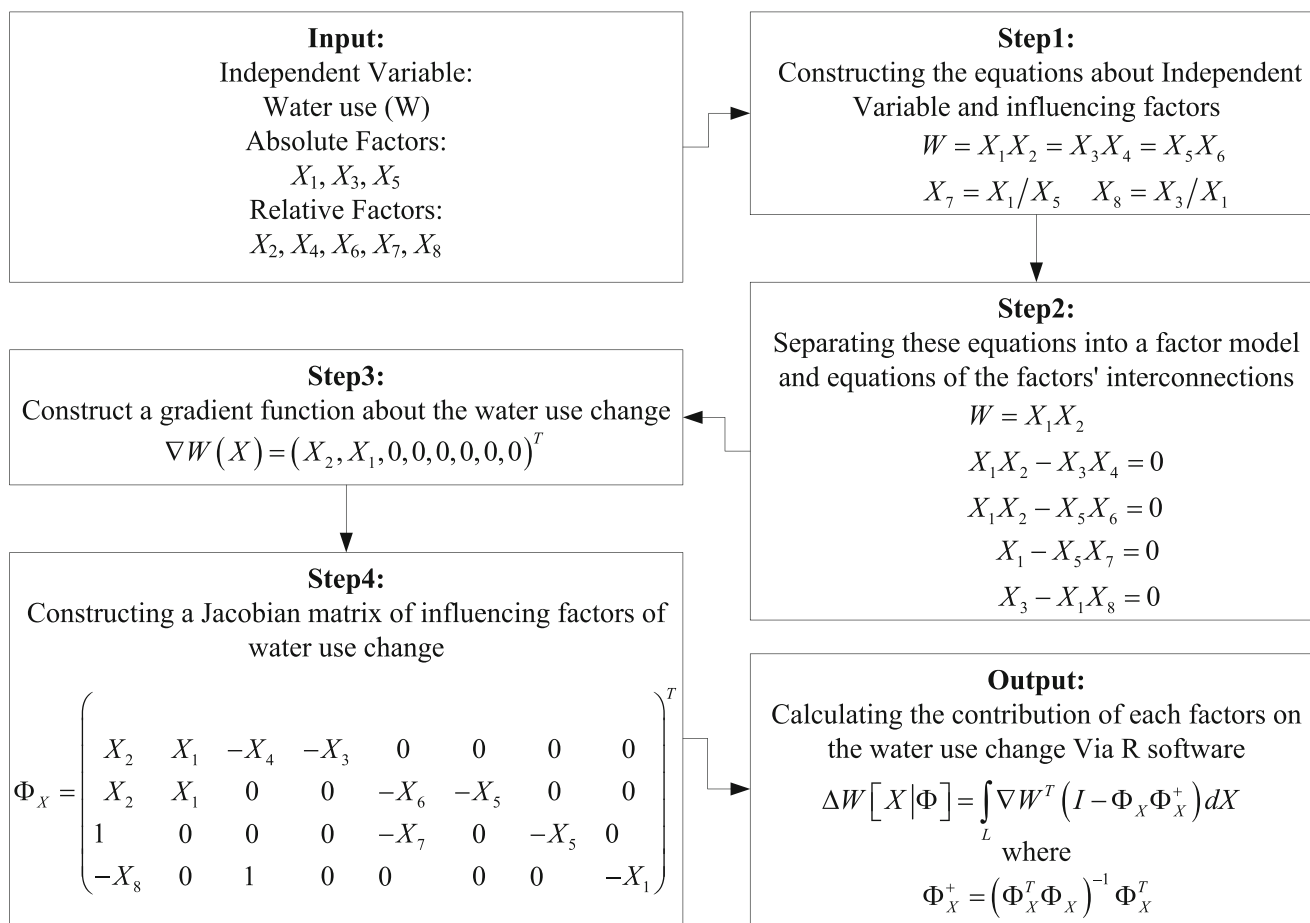 Input:
Independent Variable:
Water use (W)
Absolute Factors:
X₁, X₃, X₅
Relative Factors:
X₂, X₄, X₆, X₇, X₈
Step1:
Constructing the equations about Independent
Variable and influencing factors
W = X₁X₂ = X₃X₄ = X₅X₆
X₇ = X₁/X₅ X₈ = X₃/X₁
Step2:
Separating these equations into a factor model
and equations of the factors' interconnections
W = X₁X₂
X₁X₂ − X₃X₄ = 0
X₁X₂ − X₅X₆ = 0
X₁ − X₅X₇ = 0
X₃ − X₁X₈ = 0
Step3:
Construct a gradient function about the water use change
∇W(X) = (X₂, X₁, 0, 0, 0, 0, 0, 0)ᵀ
Step4:
Constructing a Jacobian matrix of influencing factors of
water use change
T
X₂ X₁ −X₄ −X₃ 0 0 0 0
Φ_X = X₂ X₁ 0 0 −X₆ −X₅ 0 0
1 0 0 0 −X₇ 0 −X₅ 0
−X₈ 0 1 0 0 0 0 −X₁
Output:
Calculating the contribution of each factors on
the water use change Via R software
ΔW[X|Φ] = ∫_L ∇Wᵀ (I − Φ_XΦ_X⁺) dX
where
Φ_X⁺ = (Φ_XᵀΦ_X)⁻¹ Φ_Xᵀ